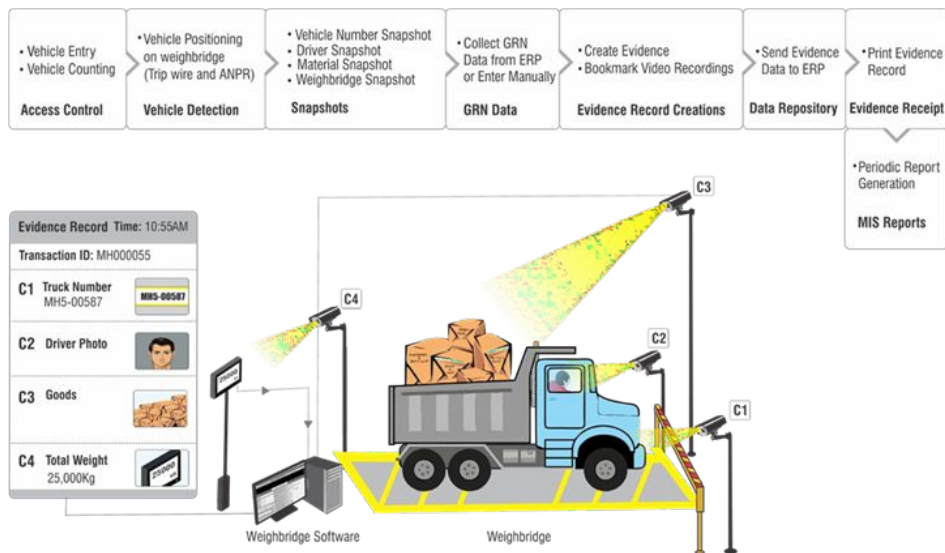 • Vehicle Entry
• Vehicle Counting
Access Control
• Vehicle Positioning
on weighbridge
(Trip wire and ANPR)
Vehicle Detection
• Vehicle Number Snapshot
• Driver Snapshot
• Material Snapshot
• Weighbridge Snapshot
Snapshots
• Collect GRN
Data from ERP
or Enter Manually
GRN Data
• Create Evidence
• Bookmark Video Recordings
Evidence Record Creations
• Send Evidence
Data to ERP
Data Repository
• Print Evidence
Record
Evidence Receipt
• Periodic Report
Generation
MIS Reports
Evidence Record Time: 10:55AM
Transaction ID: MH000055
C1 Truck Number
MH5-00587
MH5-00587
C2 Driver Photo
C3 Goods
C4 Total Weight
25,000Kg
25000
C3
C4
C2
C1
25000
Weighbridge Software
Weighbridge